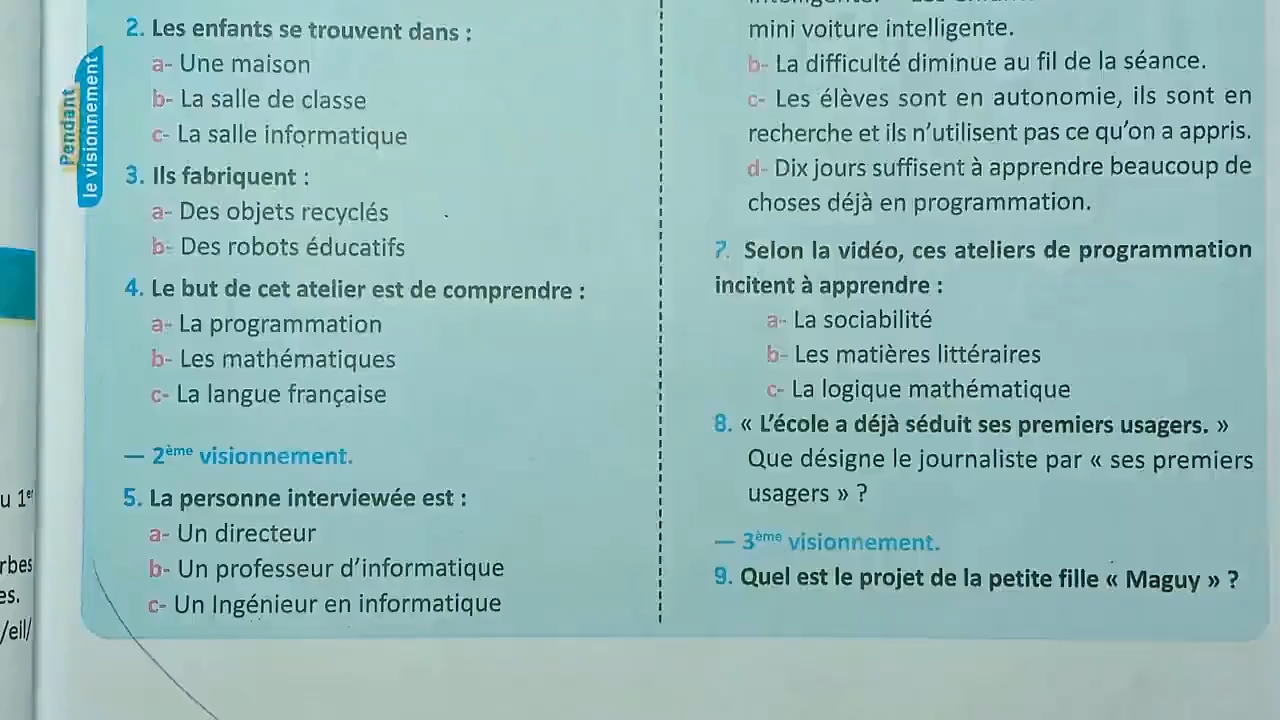 Pendant
le visionnement
2. Les enfants se trouvent dans :
a- Une maison
b- La salle de classe
c- La salle informatique
3. Ils fabriquent :
a- Des objets recyclés
b- Des robots éducatifs
4. Le but de cet atelier est de comprendre :
a- La programmation
b- Les mathématiques
c- La langue française
— 2ème visionnement.
5. La personne interviewée est :
a- Un directeur
b- Un professeur d'informatique
c- Un Ingénieur en informatique
mini voiture intelligente.
b- La difficulté diminue au fil de la séance.
c- Les élèves sont en autonomie, ils sont en
recherche et ils n'utilisent pas ce qu'on a appris.
d- Dix jours suffisent à apprendre beaucoup de
choses déjà en programmation.
7. Selon la vidéo, ces ateliers de programmation
incitent à apprendre :
a- La sociabilité
b- Les matières littéraires
c- La logique mathématique
8. « L'école a déjà séduit ses premiers usagers. »
Que désigne le journaliste par « ses premiers
usagers » ?
— 3ème visionnement.
9. Quel est le projet de la petite fille « Maguy » ?
u 1er
rbes
es.
/eil/